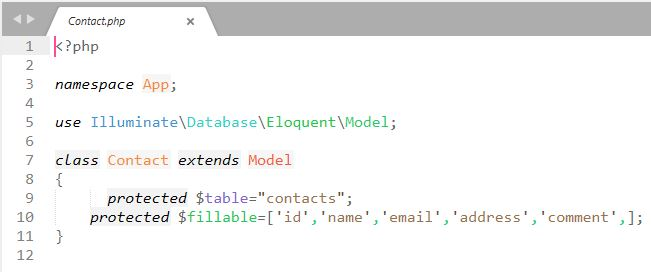 Contact.php
1 <?php
2
3 namespace App;
4
5 use Illuminate\Database\Eloquent\Model;
6
7 class Contact extends Model
8 {
9 protected $table="contacts";
10 protected $fillable=['id','name','email','address','comment',];
11 }
12